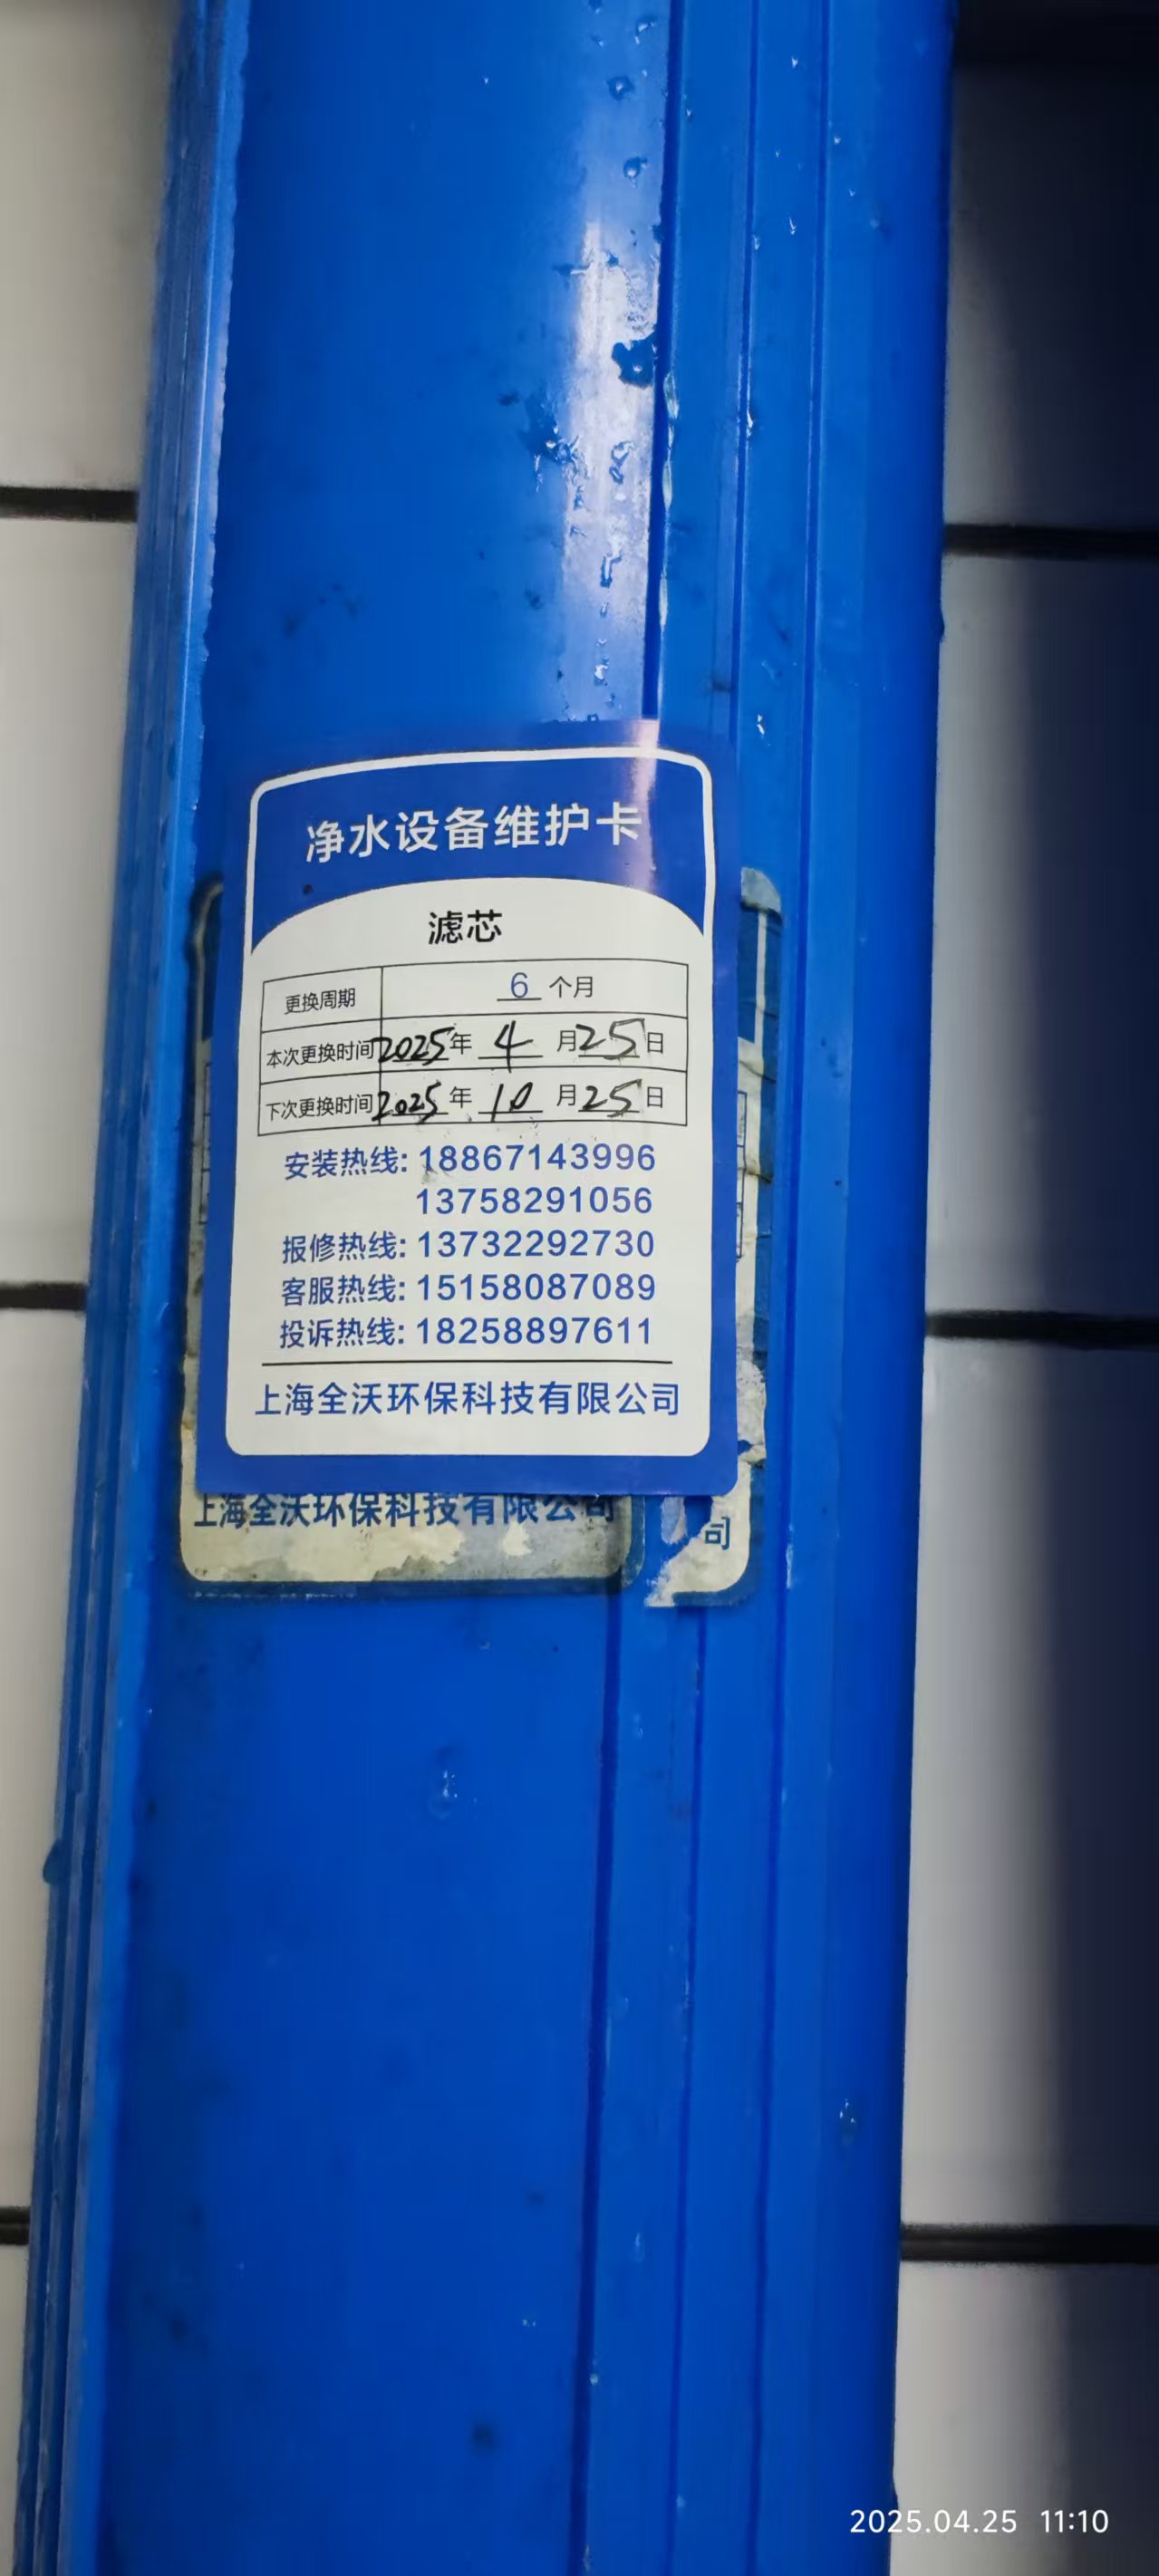 净水设备维护卡
滤芯
更换周期 6 个月
本次更换时间 2025 年 4 月 25 日
下次更换时间 2025 年 10 月 25 日
安装热线: 18867143996
13758291056
报修热线: 13732292730
客服热线: 15158087089
投诉热线: 18258897611
上海全沃环保科技有限公司
上海全沃环保科技有限公司
司
2025.04.25 11:10